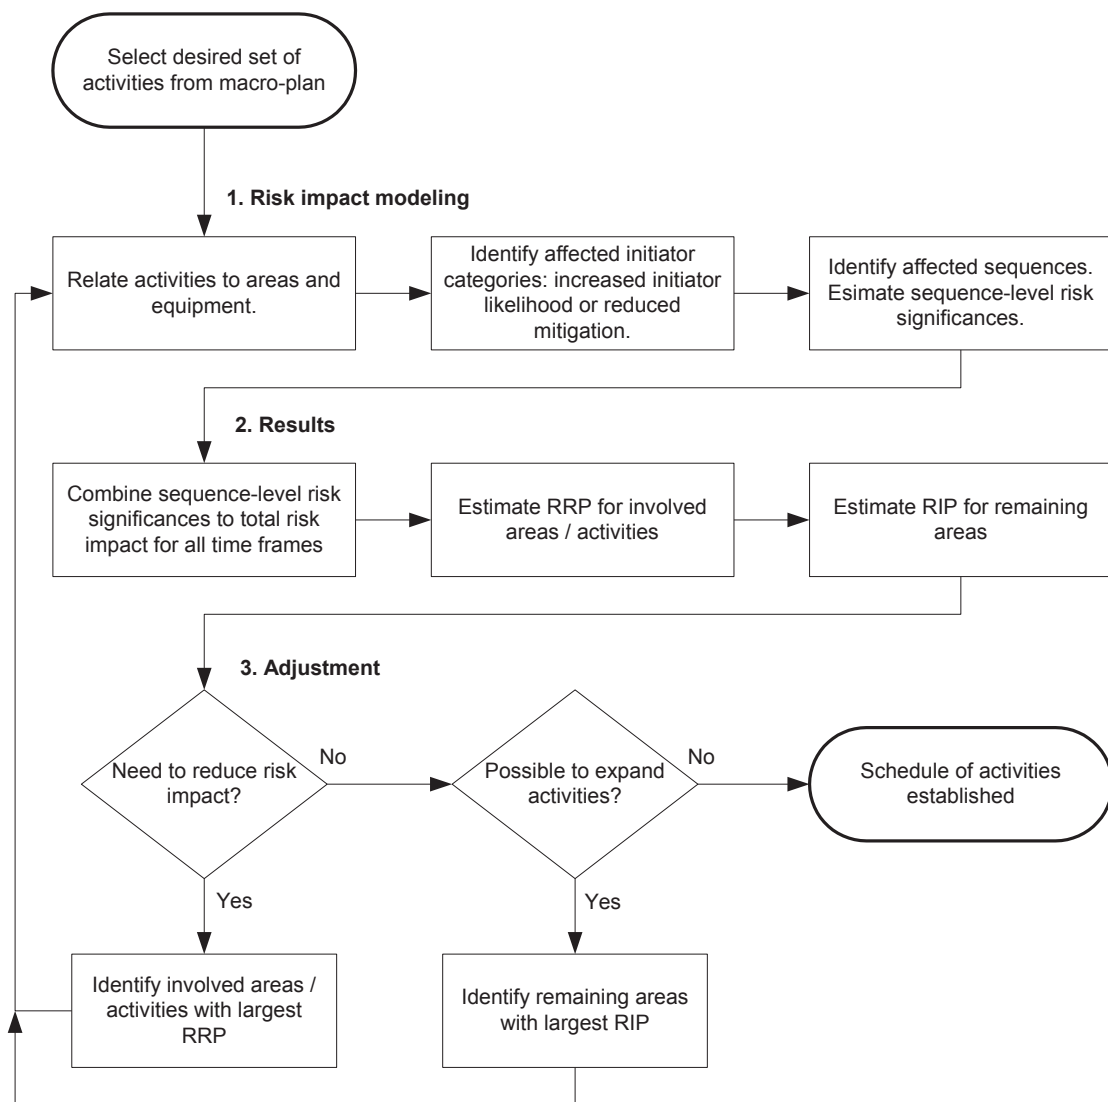 Select desired set of
activities from macro-plan
1. Risk impact modeling
Relate activities to areas and
equipment.
Identify affected initiator
categories: increased initiator
likelihood or reduced
mitigation.
Identify affected sequences.
Esimate sequence-level risk
significances.
2. Results
Combine sequence-level risk
significances to total risk
impact for all time frames
Estimate RRP for involved
areas / activities
Estimate RIP for remaining
areas
3. Adjustment
Need to reduce risk
impact?
No
Possible to expand
activities?
No
Schedule of activities
established
Yes
Yes
Identify involved areas /
activities with largest
RRP
Identify remaining areas
with largest RIP